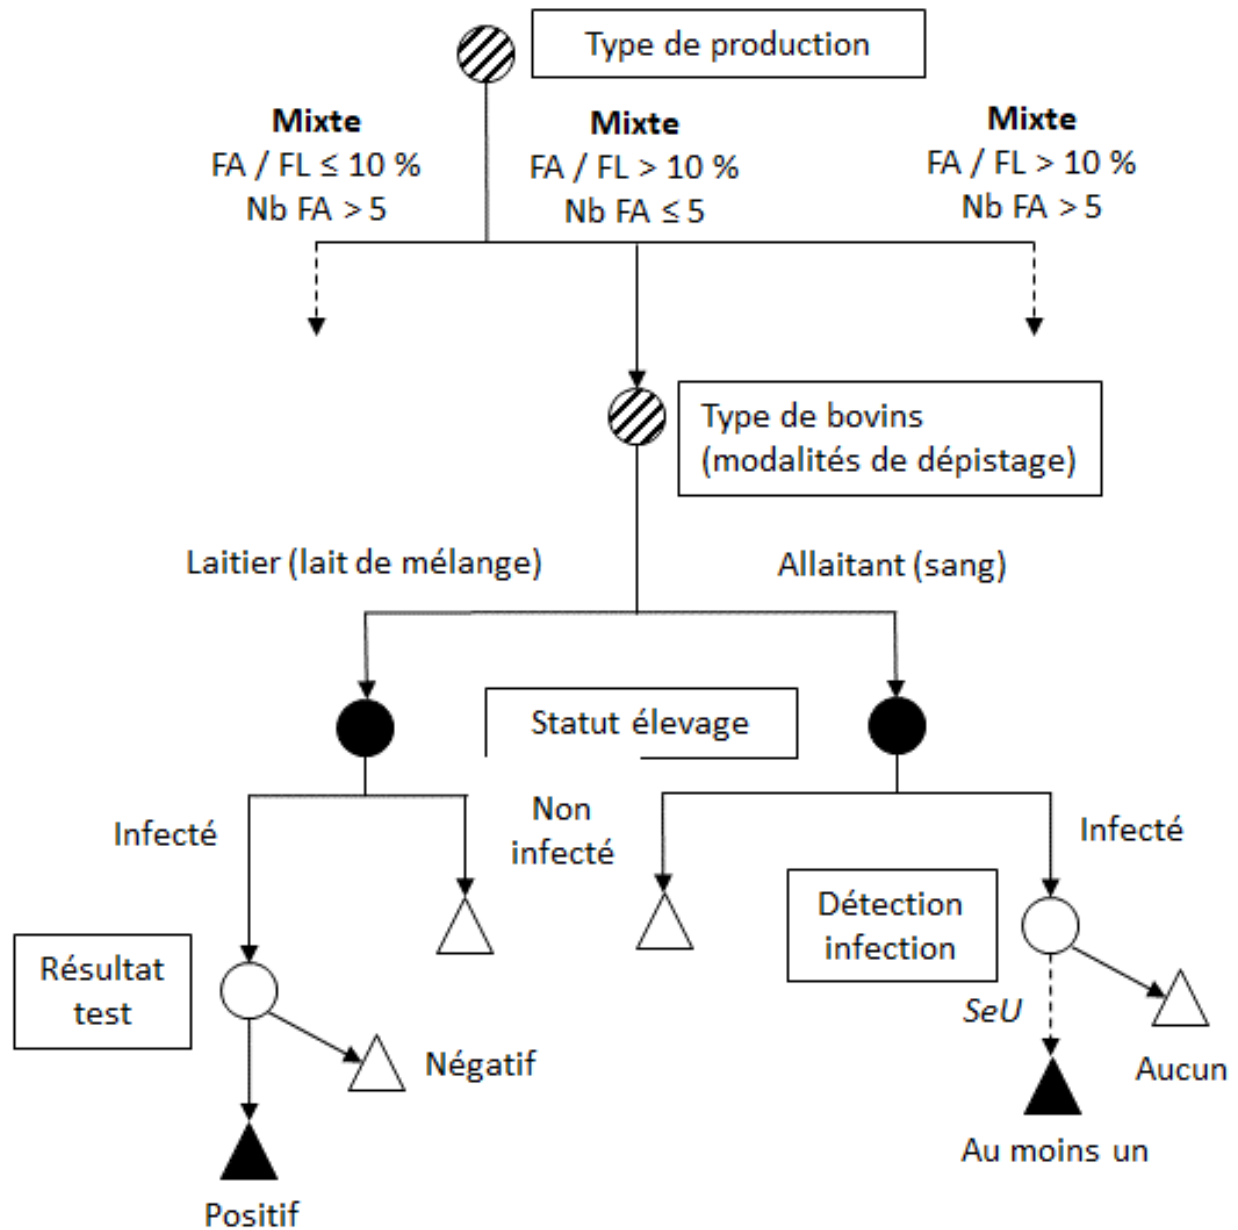 Type de production
Mixte
FA / FL ≤ 10 %
Nb FA > 5
Mixte
FA / FL > 10 %
Nb FA ≤ 5
Mixte
FA / FL > 10 %
Nb FA > 5
Type de bovins
(modalités de dépistage)
Laitier (lait de mélange)
Allaitant (sang)
Statut élevage
Infecté
Non
infecté
Infecté
Détection
infection
Résultat
test
SeU
Négatif
Aucun
Au moins un
Positif